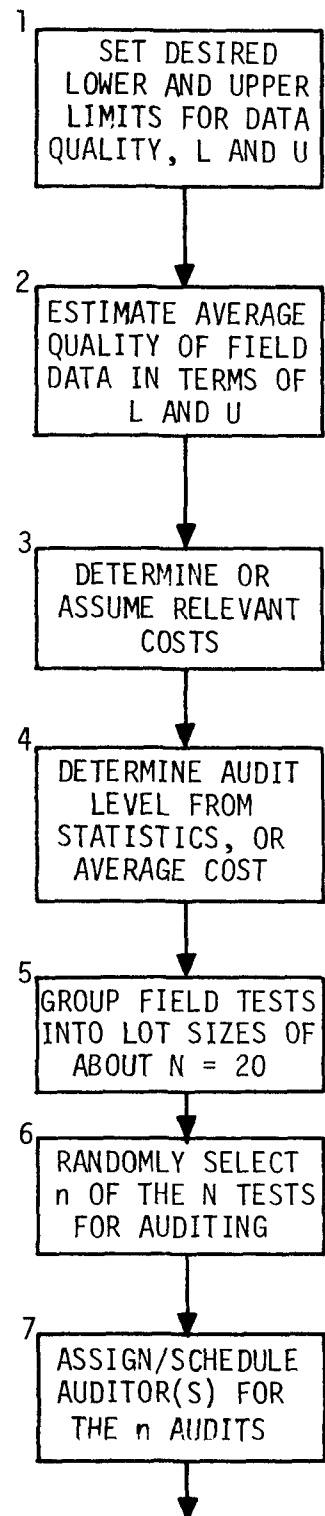 1
SET DESIRED
LOWER AND UPPER
LIMITS FOR DATA
QUALITY, L AND U
2
ESTIMATE AVERAGE
QUALITY OF FIELD
DATA IN TERMS OF
L AND U
3
DETERMINE OR
ASSUME RELEVANT
COSTS
4
DETERMINE AUDIT
LEVEL FROM
STATISTICS, OR
AVERAGE COST
5
GROUP FIELD TESTS
INTO LOT SIZES OF
ABOUT N = 20
6
RANDOMLY SELECT
n OF THE N TESTS
FOR AUDITING
7
ASSIGN/SCHEDULE
AUDITOR(S) FOR
THE n AUDITS